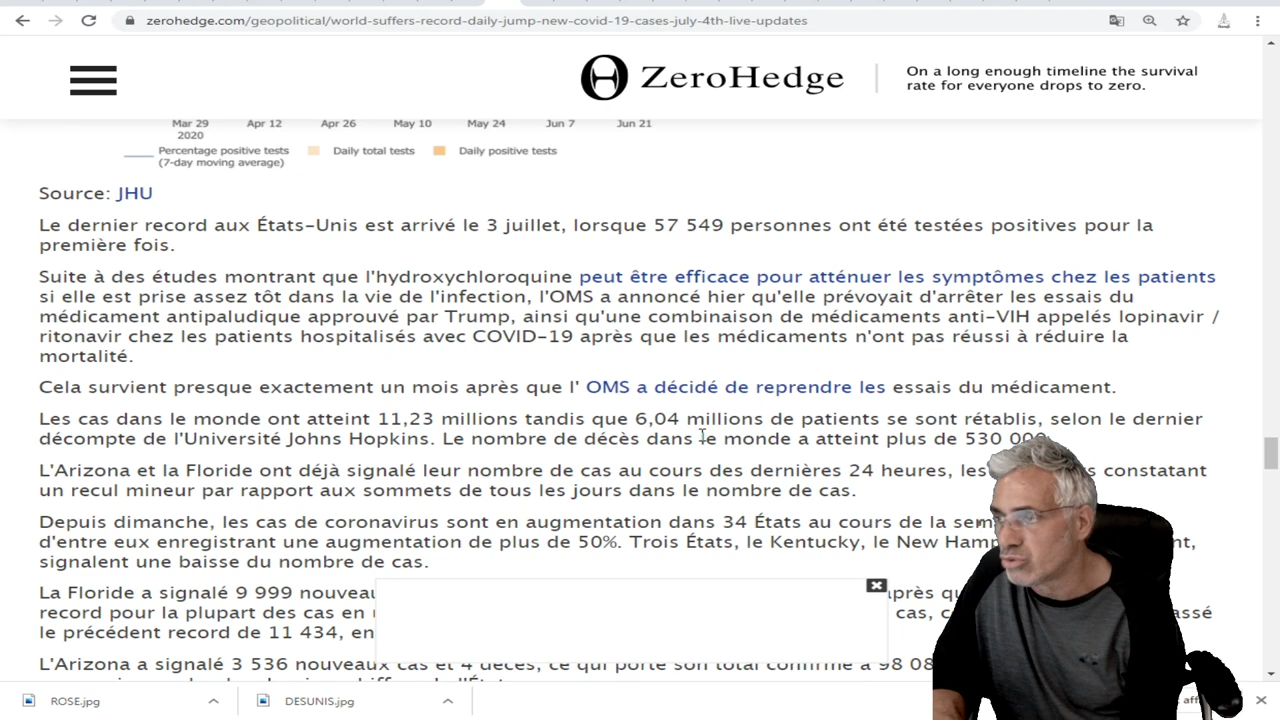 zerohedge.com/geopolitical/world-suffers-record-daily-jump-new-covid-19-cases-july-4th-live-updates
ZeroHedge
On a long enough timeline the survival
rate for everyone drops to zero.
Mar 29 Apr 12 Apr 26 May 10 May 24 Jun 7 Jun 21
2020
Percentage positive tests Daily total tests Daily positive tests
(7-day moving average)
Source: JHU
Le dernier record aux États-Unis est arrivé le 3 juillet, lorsque 57 549 personnes ont été testées positives pour la
première fois.
Suite à des études montrant que l'hydroxychloroquine peut être efficace pour atténuer les symptômes chez les patients
si elle est prise assez tôt dans la vie de l'infection, l'OMS a annoncé hier qu'elle prévoyait d'arrêter les essais du
médicament antipaludique approuvé par Trump, ainsi qu'une combinaison de médicaments anti-VIH appelés lopinavir /
ritonavir chez les patients hospitalisés avec COVID-19 après que les médicaments n'ont pas réussi à réduire la
mortalité.
Cela survient presque exactement un mois après que l' OMS a décidé de reprendre les essais du médicament.
Les cas dans le monde ont atteint 11,23 millions tandis que 6,04 millions de patients se sont rétablis, selon le dernier
décompte de l'Université Johns Hopkins. Le nombre de décès dans le monde a atteint plus de 530 000.
L'Arizona et la Floride ont déjà signalé leur nombre de cas au cours des dernières 24 heures, les constatant
un recul mineur par rapport aux sommets de tous les jours dans le nombre de cas.
Depuis dimanche, les cas de coronavirus sont en augmentation dans 34 États au cours de la
d'entre eux enregistrant une augmentation de plus de 50%. Trois États, le Kentucky, le New
signalent une baisse du nombre de cas.
La Floride a signalé 9 999
record pour la plupart des cas en cas,
le précédent record de 11 434, en
L'Arizona a signalé 3 536 nouveaux cas et 4 décès, ce qui porte son total confirmé à 98
ROSE.jpg DESUNIS.jpg